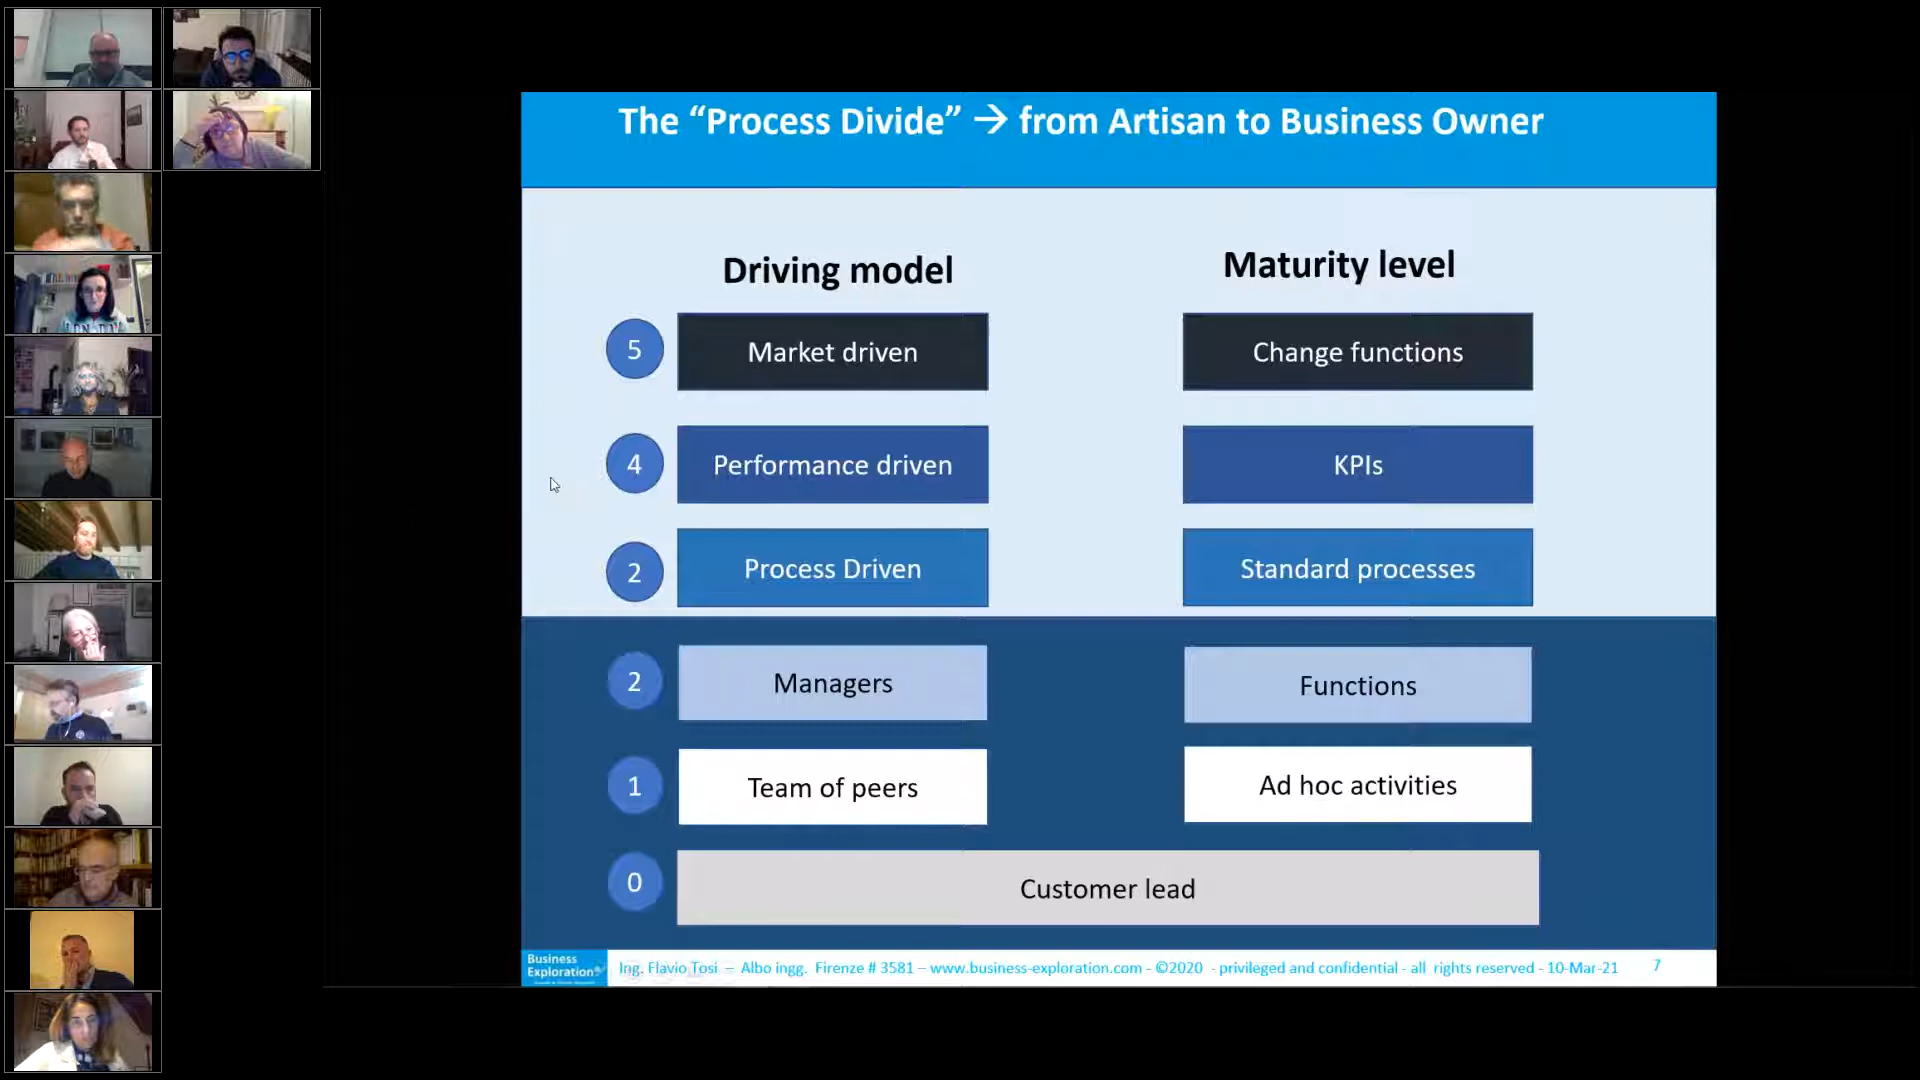 The “Process Divide” → from Artisan to Business Owner
Driving model
Maturity level
5
Market driven
Change functions
4
Performance driven
KPIs
2
Process Driven
Standard processes
2
Managers
Functions
1
Team of peers
Ad hoc activities
0
Customer lead
Business
Exploration
Ing. Flavio Tosi – Albo ingg. Firenze # 3581 – www.business-exploration.com - ©2020 - privileged and confidential - all rights reserved - 10-Mar-21
7